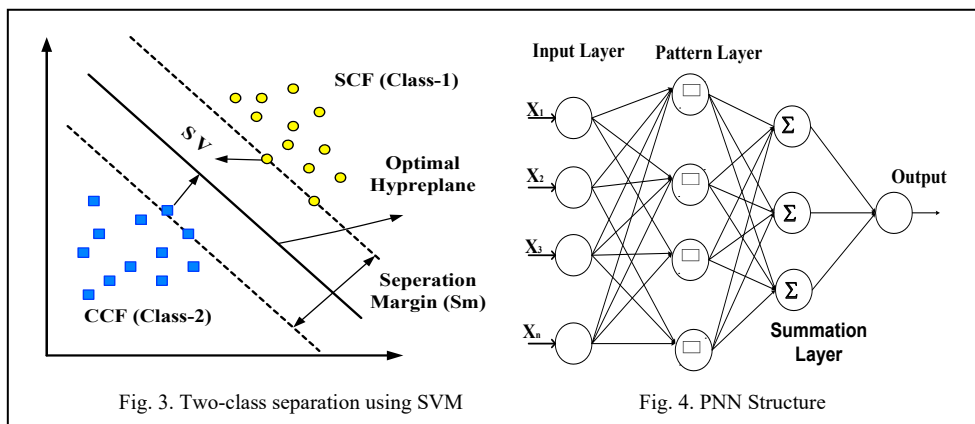 SCF (Class-1)
S V
Optimal
Hypreplane
Seperation
Margin (Sm)
CCF (Class-2)
Fig. 3. Two-class separation using SVM
Input Layer
Pattern Layer
X1
X2
X3
Xn
Σ
Σ
Σ
Output
Summation
Layer
Fig. 4. PNN Structure